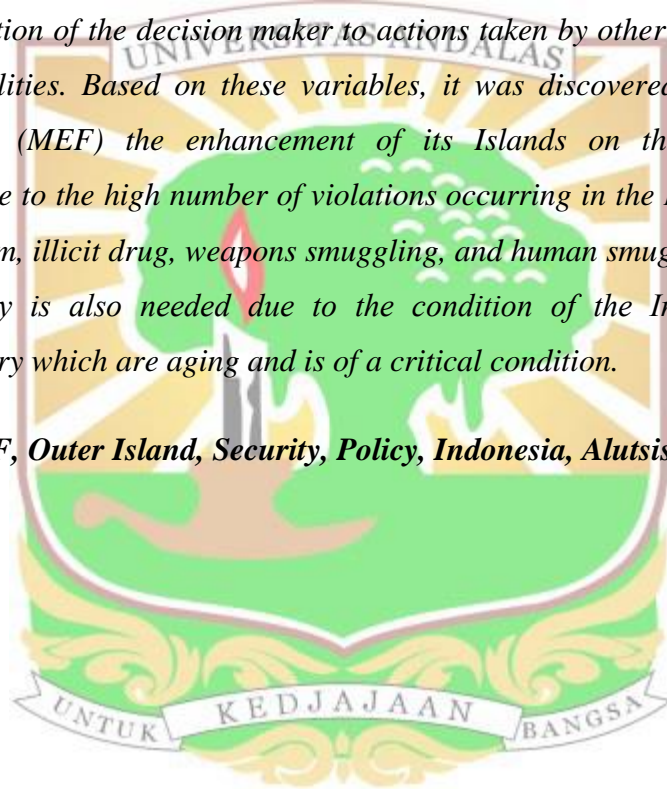 tion of the decision maker to actions taken by other
UNIVERSITAS ANDALAS
lities. Based on these variables, it was discovered
(MEF) the enhancement of its Islands on th
e to the high number of violations occurring in the
m, illicit drug, weapons smuggling, and human smug
y is also needed due to the condition of the In
ry which are aging and is of a critical condition.
F, Outer Island, Security, Policy, Indonesia, Alutsis
UNTUK KEDJAJAAN BANGSA